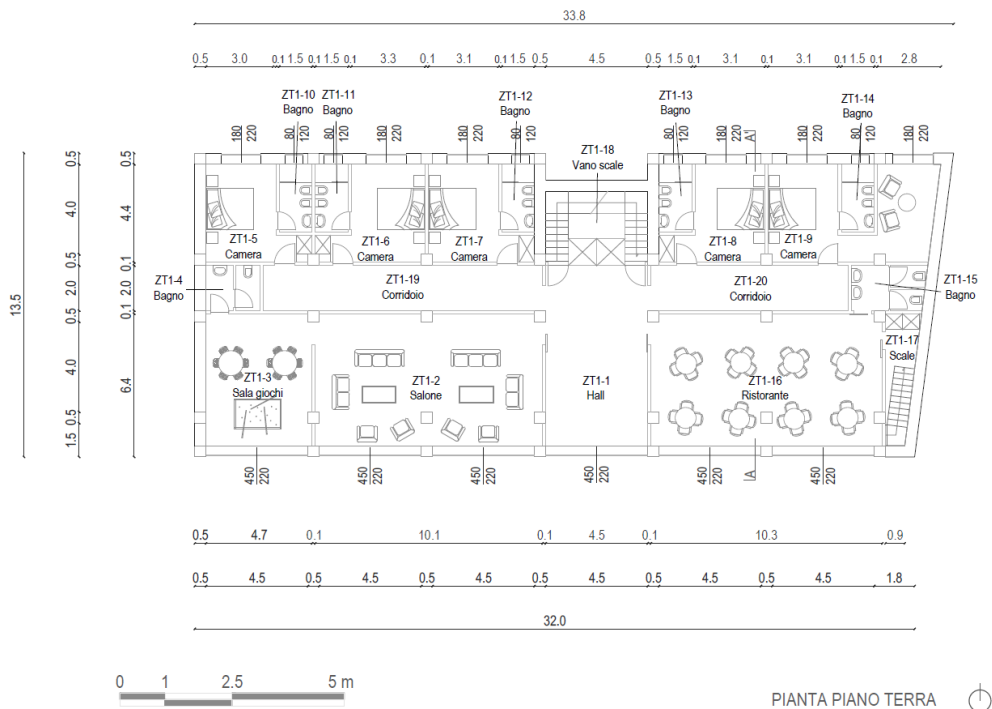 33.8
0.5 3.0 0.1 1.5 0.1 1.5 0.1 3.3 0.1 3.1 0.1 1.5 0.5 4.5 0.5 1.5 0.1 3.1 0.1 3.1 0.1 1.5 0.1 2.8
ZT1-10
Bagno
ZT1-11
Bagno
ZT1-12
Bagno
ZT1-13
Bagno
ZT1-14
Bagno
180 220
80 120
80 120
180 220
180 220
80 120
80 120
180 220
A'
180 220
80 120
180 220
ZT1-18
Vano scale
13.5
0.5 4.0 0.5 2.0 0.5 4.0 0.5 1.5
0.5 4.4 0.1 2.0 0.1 6.4
ZT1-5
Camera
ZT1-6
Camera
ZT1-7
Camera
ZT1-8
Camera
ZT1-9
Camera
ZT1-4
Bagno
ZT1-19
Corridoio
ZT1-20
Corridoio
ZT1-15
Bagno
ZT1-17
Scale
ZT1-3
Sala giochi
ZT1-2
Salone
ZT1-1
Hall
ZT1-16
Ristorante
450 220
450 220
450 220
450 220
450 220
A
450 220
0.5 4.7 0.1 10.1 0.1 4.5 0.1 10.3 0.9
0.5 4.5 0.5 4.5 0.5 4.5 0.5 4.5 0.5 4.5 0.5 4.5 1.8
32.0
0 1 2.5 5 m
PIANTA PIANO TERRA